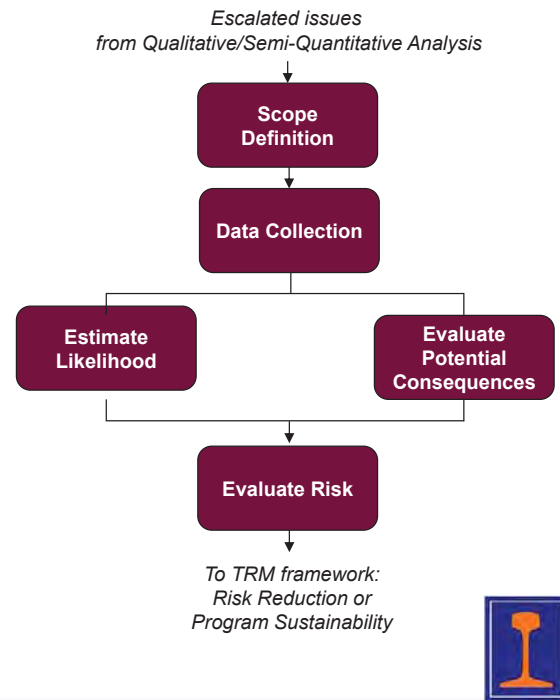 Escalated issues
from Qualitative/Semi-Quantitative Analysis
Scope
Definition
Data Collection
Estimate
Likelihood
Evaluate
Potential
Consequences
Evaluate Risk
To TRM framework:
Risk Reduction or
Program Sustainability